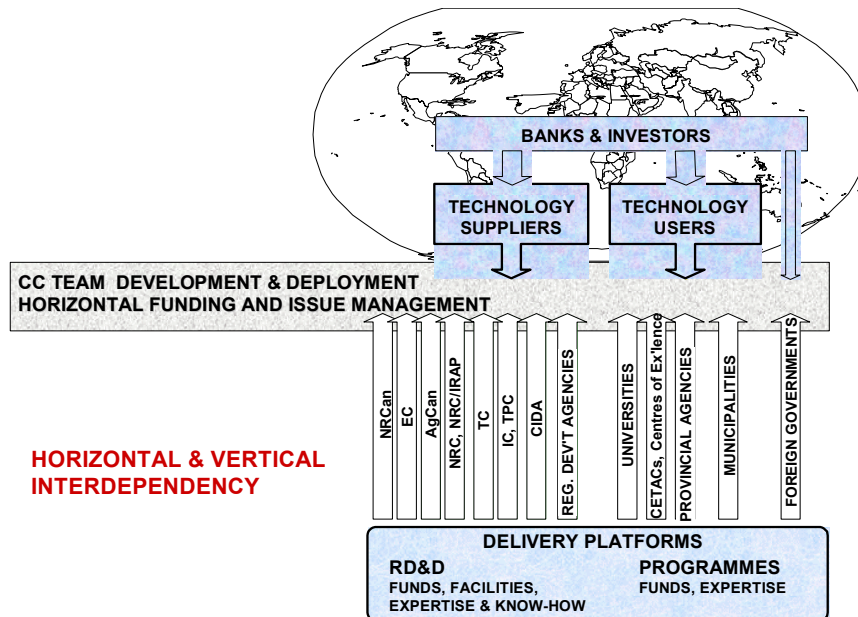 BANKS & INVESTORS
TECHNOLOGY
SUPPLIERS
TECHNOLOGY
USERS
CC TEAM DEVELOPMENT & DEPLOYMENT
HORIZONTAL FUNDING AND ISSUE MANAGEMENT
NRCan
EC
AgCan
NRC, NRC/IRAP
TC
IC, TPC
CIDA
REG. DEV'T AGENCIES
UNIVERSITIES
CETACs, Centres of Ex'lence
PROVINCIAL AGENCIES
MUNICIPALITIES
FOREIGN GOVERNMENTS
HORIZONTAL & VERTICAL
INTERDEPENDENCY
DELIVERY PLATFORMS
RD&D
FUNDS, FACILITIES,
EXPERTISE & KNOW-HOW
PROGRAMMES
FUNDS, EXPERTISE